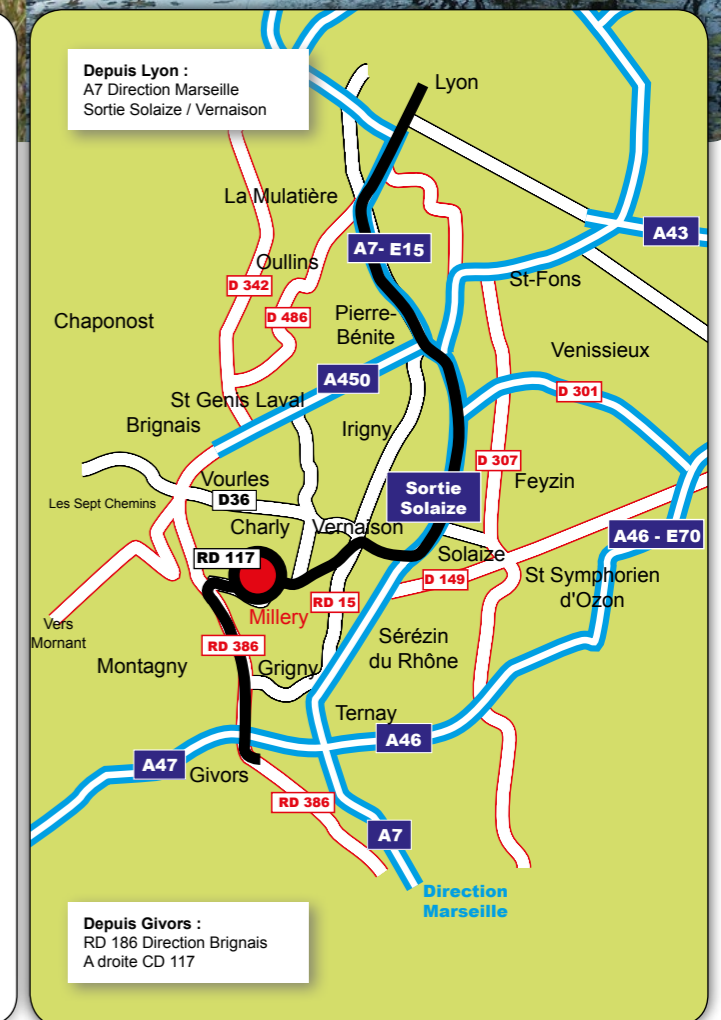 Depuis Lyon :
A7 Direction Marseille
Sortie Solaize / Vernaison
Lyon
La Mulatière
A43
A7- E15
Oullins
St-Fons
D 342
D 486
Pierre-
Bénite
Chaponost
Venissieux
A450
D 301
St Genis Laval
Brignais
Irigny
D 307
Feyzin
Vourles
Sortie
Solaize
D36
Les Sept Chemins
Charly
Vernaison
A46 - E70
RD 117
Solaize
D 149
St Symphorien
d'Ozon
RD 15
Millery
Vers
Mornant
RD 386
Sérézin
du Rhône
Montagny
Grigny
Ternay
A46
A47
Givors
RD 386
A7
Direction
Marseille
Depuis Givors :
RD 186 Direction Brignais
A droite CD 117